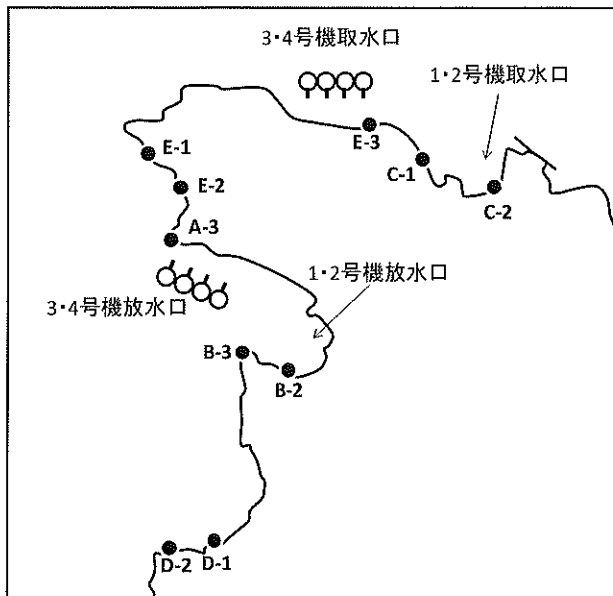 3・4号機取水口
1・2号機取水口
E-1
E-3
E-2
C-1
C-2
A-3
1・2号機放水口
3・4号機放水口
B-3
B-2
D-2
D-1